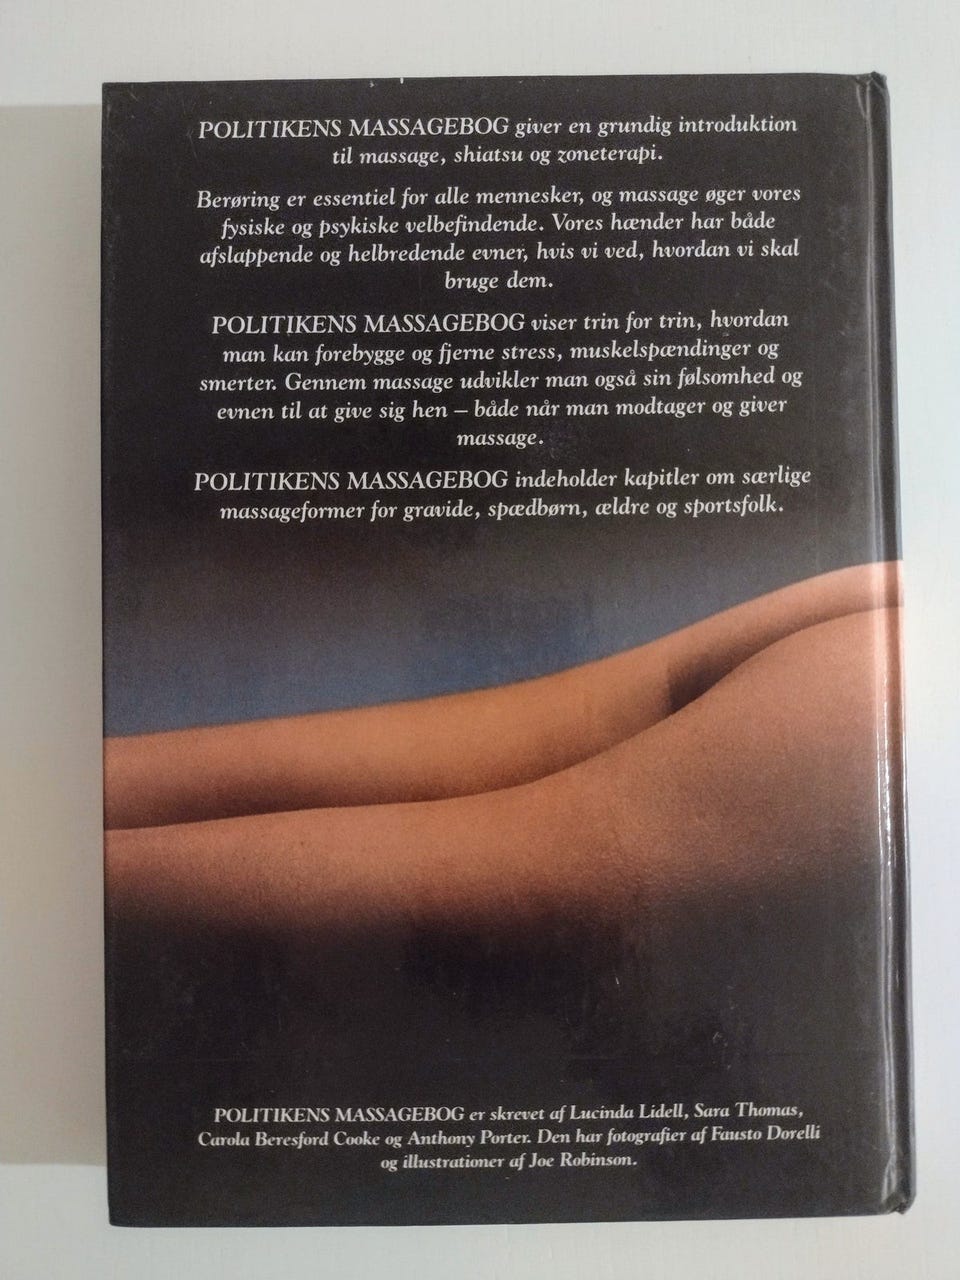 POLITIKENS MASSAGEBOG giver en grundig introduktion
til massage, shiatsu og zoneterapi.
Berøring er essentiel for alle mennesker, og massage øger vores
fysiske og psykiske velbefindende. Vores hænder har både
afslappende og helbredende evner, hvis vi ved, hvordan vi skal
bruge dem.
POLITIKENS MASSAGEBOG viser trin for trin, hvordan
man kan forebygge og fjerne stress, muskelspændinger og
smerter. Gennem massage udvikler man også sin følsomhed og
evnen til at give sig hen – både når man modtager og giver
massage.
POLITIKENS MASSAGEBOG indeholder kapitler om særlige
massageformer for gravide, spædbørn, ældre og sportsfolk.
POLITIKENS MASSAGEBOG er skrevet af Lucinda Lidell, Sara Thomas,
Carola Beresford Cooke og Anthony Porter. Den har fotografier af Fausto Dorelli
og illustrationer af Joe Robinson.